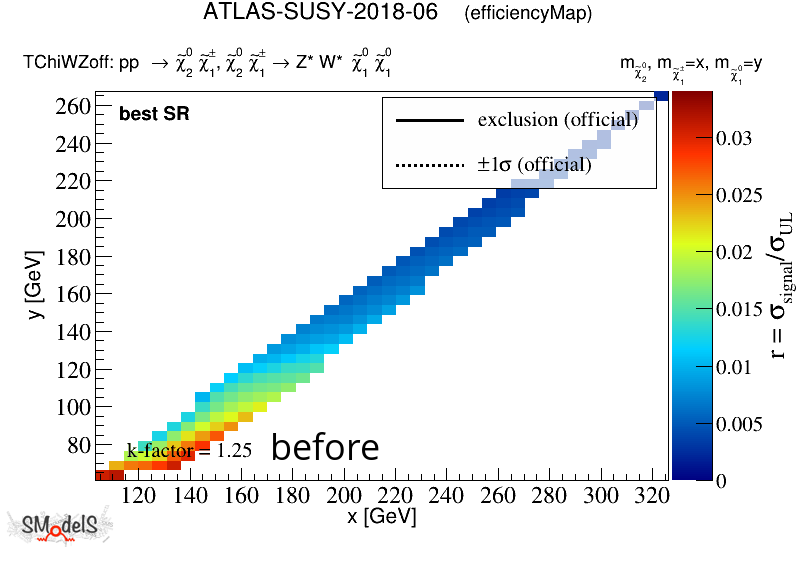 ATLAS-SUSY-2018-06 (efficiencyMap)
TChiWZoff: pp → χ̃₂⁰ χ̃₁±, χ̃₂⁰ χ̃₁± → Z* W* χ̃₁⁰ χ̃₁⁰
m_χ̃₂⁰, m_χ̃₁±=x, m_χ̃₁⁰=y
best SR
exclusion (official)
±1σ (official)
260
240
220
200
180
160
140
120
100
80
y [GeV]
k-factor = 1.25
before
120 140 160 180 200 220 240 260 280 300 320
x [GeV]
0.03
0.025
0.02
0.015
0.01
0.005
0
r = σsignal/σUL
SModelS